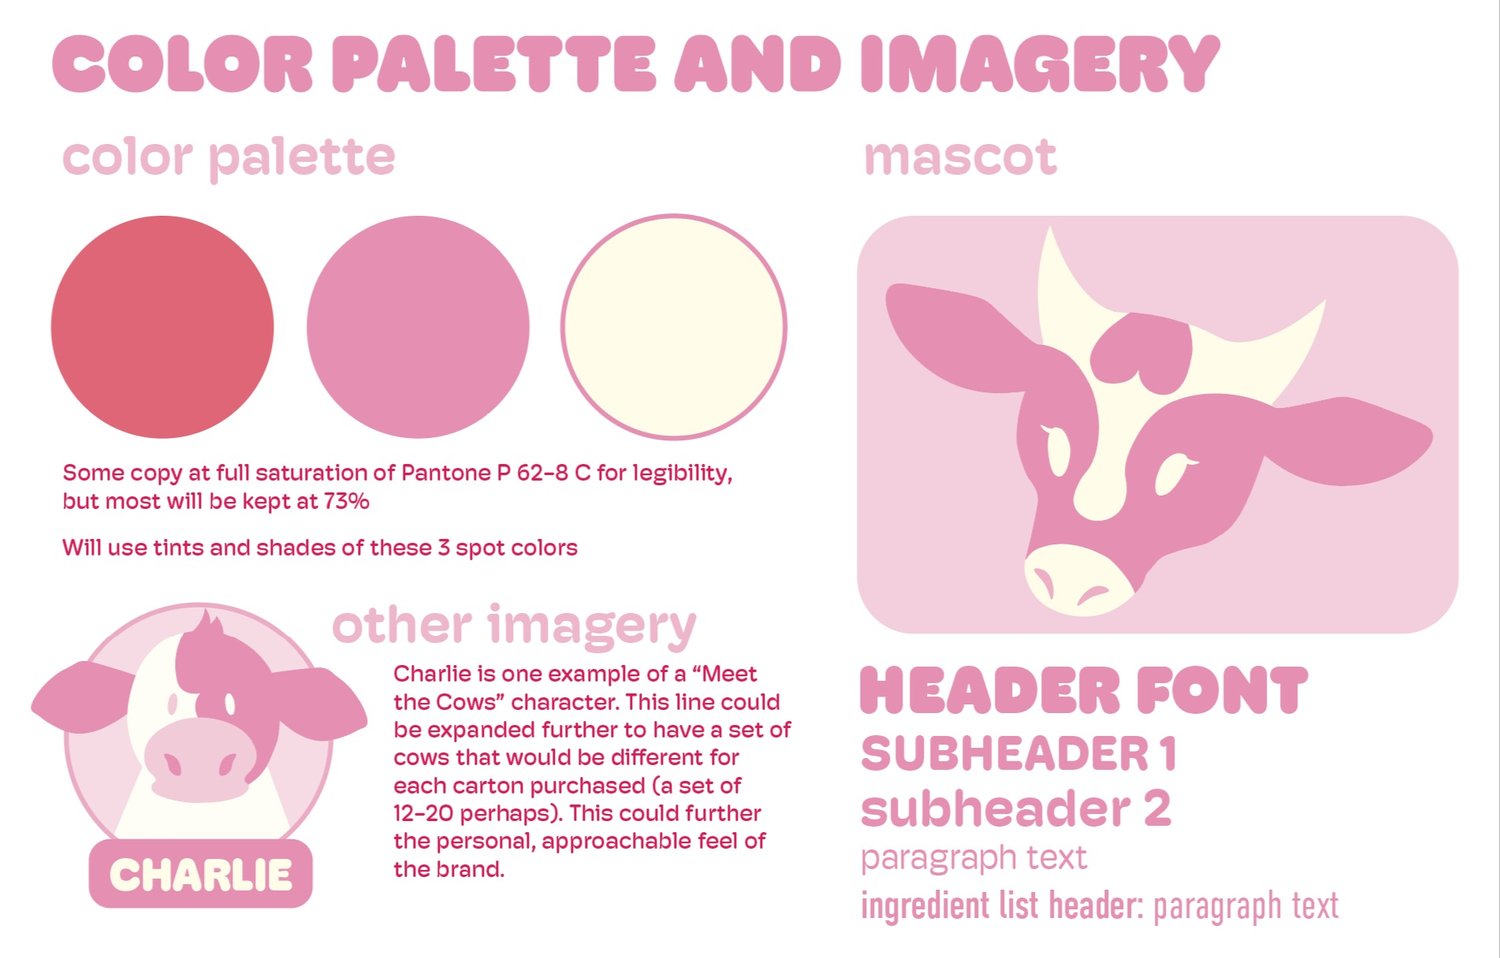 COLOR PALETTE AND IMAGERY
color palette
Some copy at full saturation of Pantone P 62-8 C for legibility,
but most will be kept at 73%
Will use tints and shades of these 3 spot colors
other imagery
Charlie is one example of a “Meet
the Cows” character. This line could
be expanded further to have a set of
cows that would be different for
each carton purchased (a set of
12-20 perhaps). This could further
the personal, approachable feel of
the brand.
CHARLIE
mascot
HEADER FONT
SUBHEADER 1
subheader 2
paragraph text
ingredient list header: paragraph text